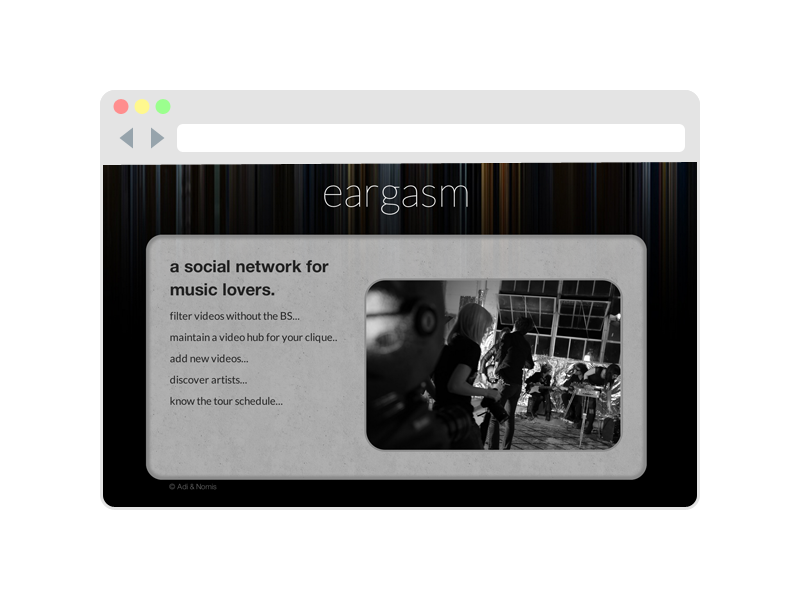 eargasm
a social network for
music lovers.
filter videos without the BS...
maintain a video hub for your clique..
add new videos...
discover artists...
know the tour schedule...
© Adi & Nomis